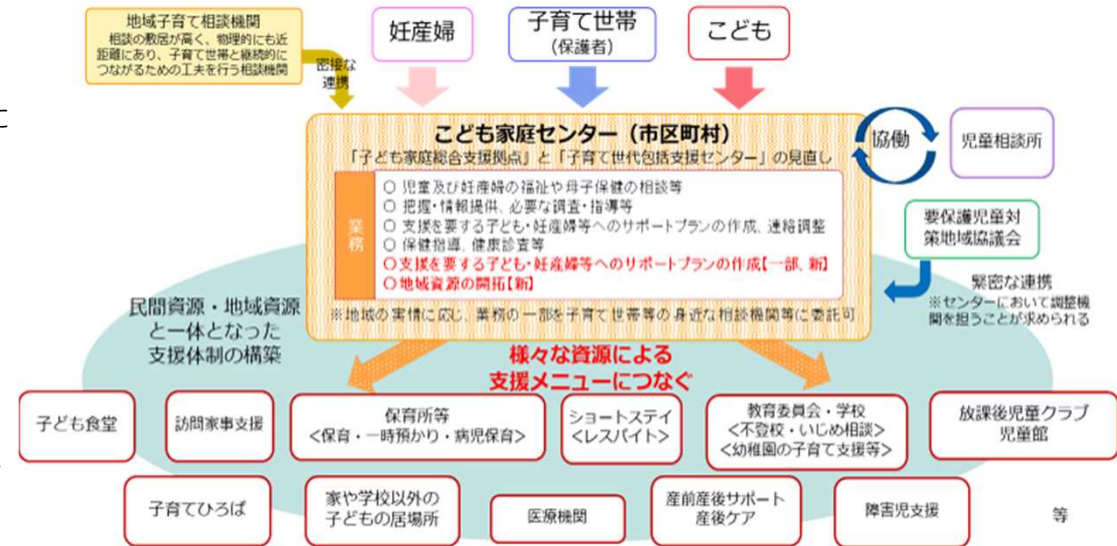 地域子育て相談機関
相談の敷居が高く、物理的にも近
距離にあり、子育て世帯と継続的に
つながるための工夫を行う相談機関
密接な
連携
妊産婦
子育て世帯
(保護者)
こども
に
こども家庭センター（市区町村）
「子ども家庭総合支援拠点」と「子育て世代包括支援センター」の見直し
業務
○ 児童及び妊産婦の福祉や母子保健の相談等
○ 把握・情報提供、必要な調査・指導等
○ 支援を要する子ども・妊産婦等へのサポートプランの作成、連絡調整
○ 保健指導、健康診査等
○支援を要する子ども・妊産婦等へのサポートプランの作成【一部、新】
○地域資源の開拓【新】
※地域の実情に応じ、業務の一部を子育て世帯等の身近な相談機関等に委託可
協働
児童相談所
要保護児童対
策地域協議会
緊密な連携
※センターにおいて調整機
関を担うことが求められる
民間資源・地域資源
と一体となった
支援体制の構築
様々な資源による
支援メニューにつなぐ
子ども食堂
訪問家事支援
保育所等
<保育・一時預かり・病児保育>
ショートステイ
<レスパイト>
教育委員会・学校
<不登校・いじめ相談>
<幼稚園の子育て支援等>
放課後児童クラブ
児童館
子育てひろば
家や学校以外の
子どもの居場所
医療機関
産前産後サポート
産後ケア
障害児支援
等